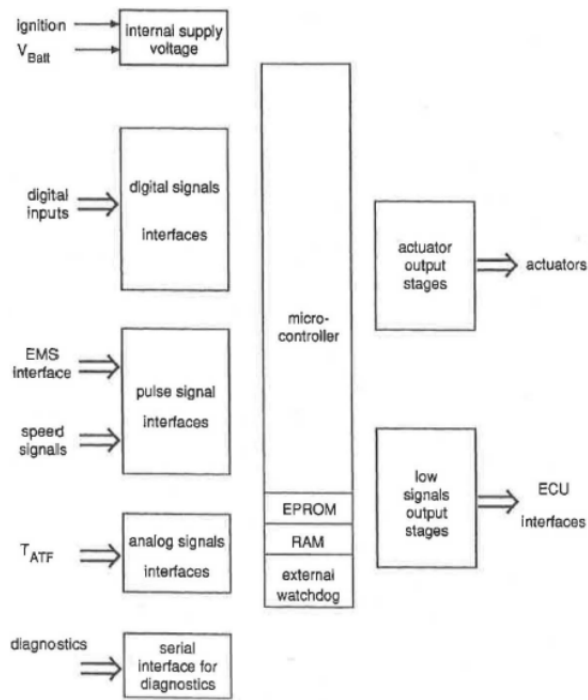 ignition
V_Batt
internal supply
voltage
digital
inputs
digital signals
interfaces
EMS
interface
speed
signals
pulse signal
interfaces
T_ATF
analog signals
interfaces
diagnostics
serial
interface for
diagnostics
micro-
controller
EPROM
RAM
external
watchdog
actuator
output
stages
actuators
low
signals
output
stages
ECU
interfaces